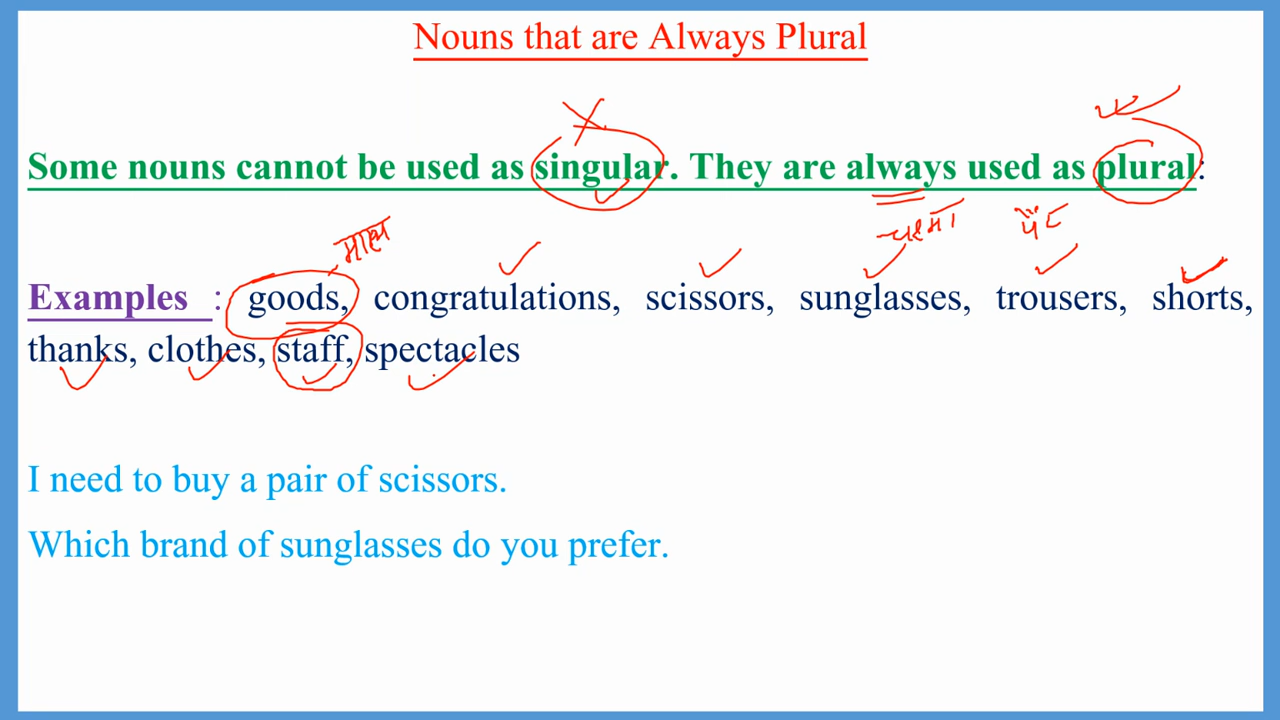 Nouns that are Always Plural
Some nouns cannot be used as singular. They are always used as plural:
चश्मा पैंट
माल
Examples : goods, congratulations, scissors, sunglasses, trousers, shorts,
thanks, clothes, staff, spectacles
I need to buy a pair of scissors.
Which brand of sunglasses do you prefer.